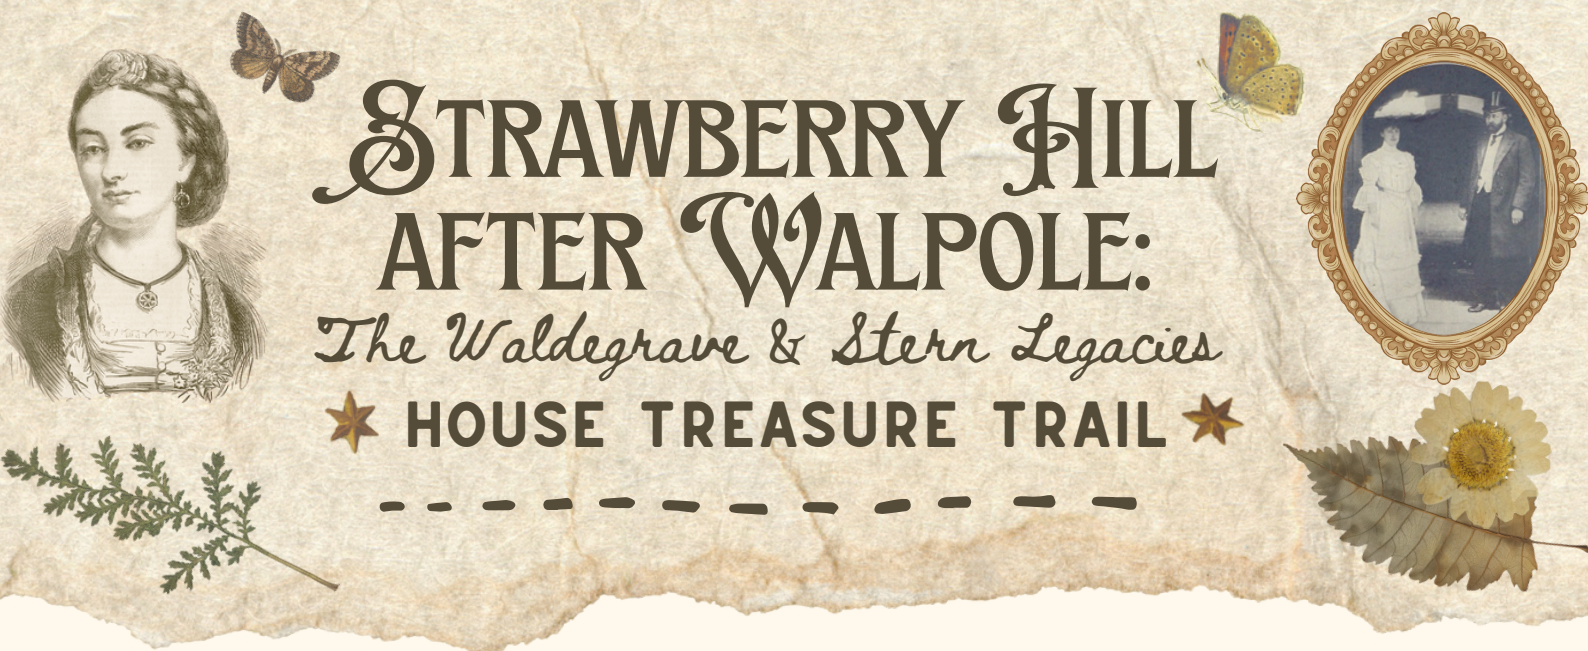 Strawberry Hill
after Walpole:
The Waldegrave & Stern Legacies
HOUSE TREASURE TRAIL